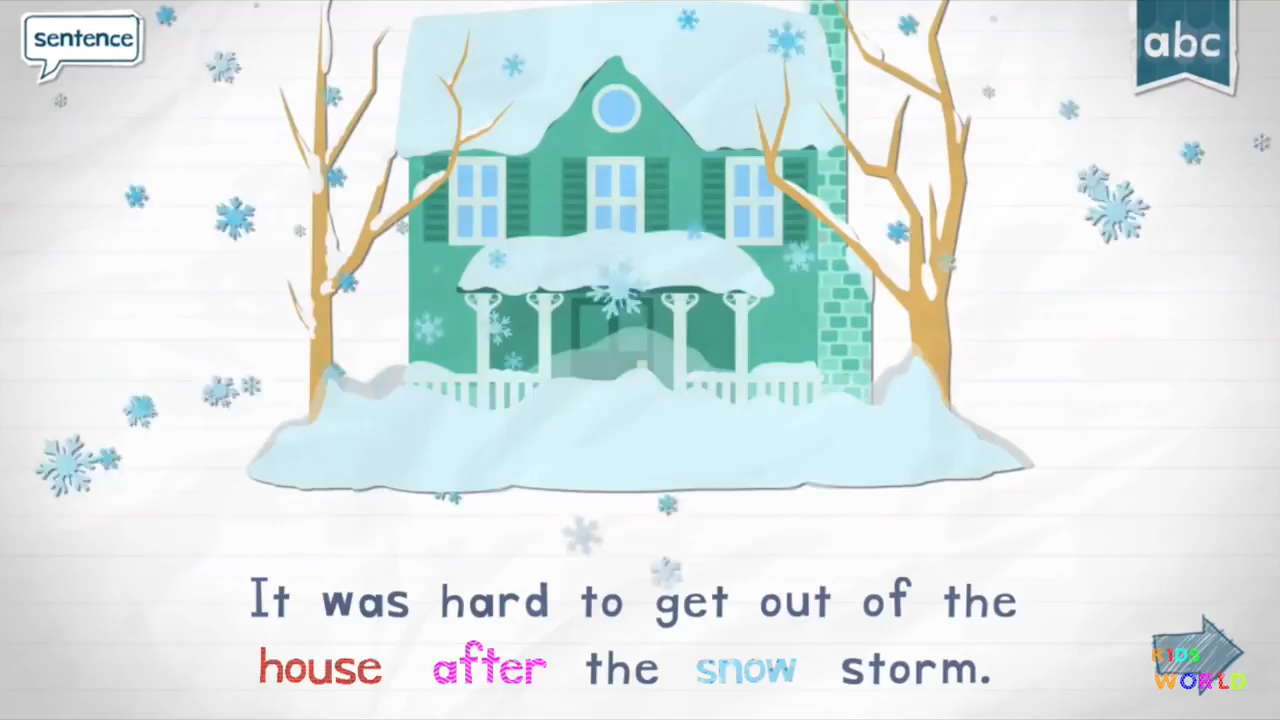 sentence
abc
It was hard to get out of the
house after the snow storm.
KIDS
WORLD